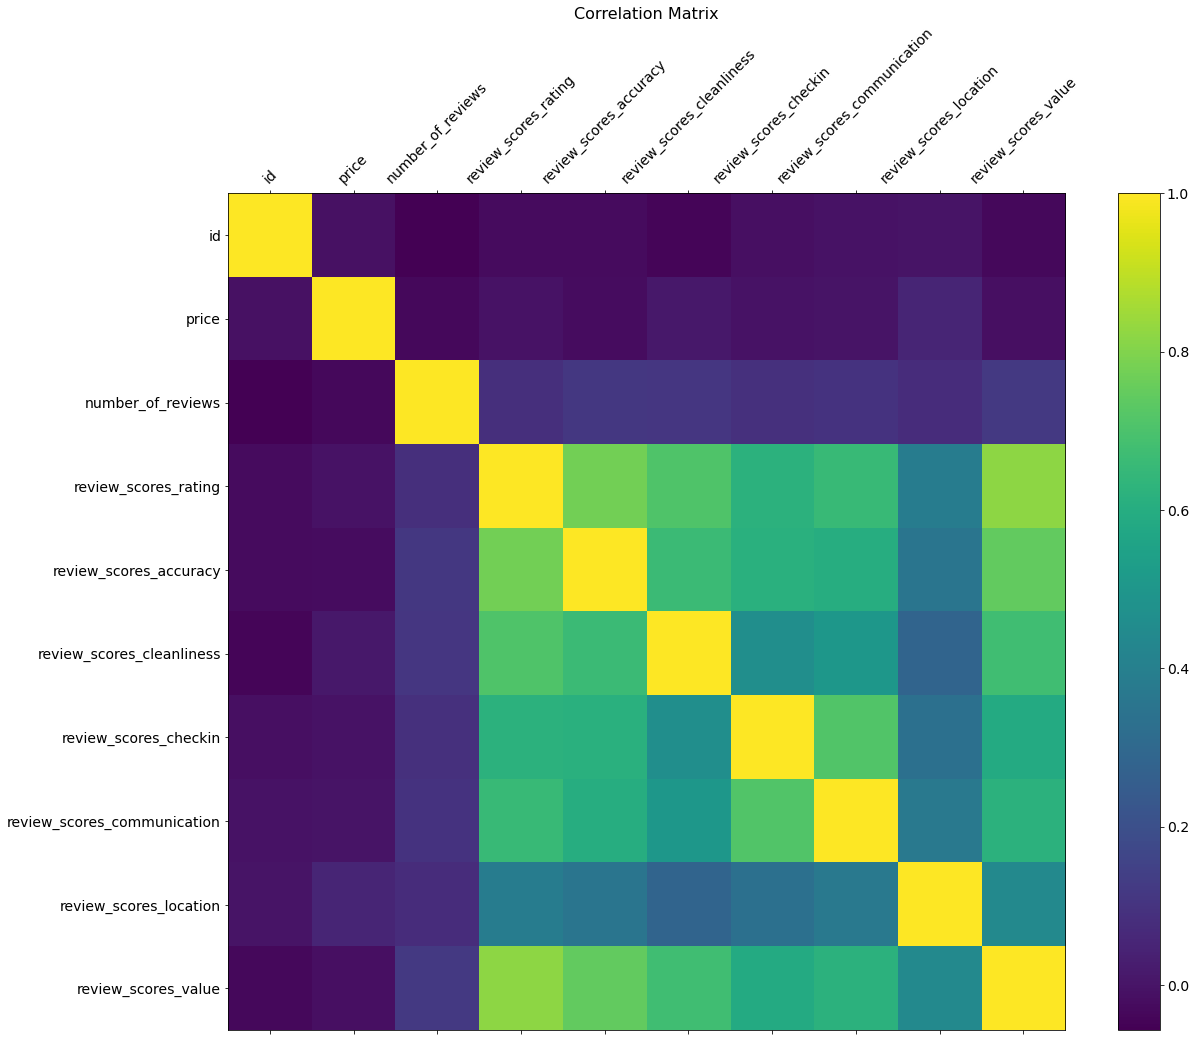 Correlation Matrix
id
price
number_of_reviews
review_scores_rating
review_scores_accuracy
review_scores_cleanliness
review_scores_checkin
review_scores_communication
review_scores_location
review_scores_value
id
price
number_of_reviews
review_scores_rating
review_scores_accuracy
review_scores_cleanliness
review_scores_checkin
review_scores_communication
review_scores_location
review_scores_value
1.0
0.8
0.6
0.4
0.2
0.0